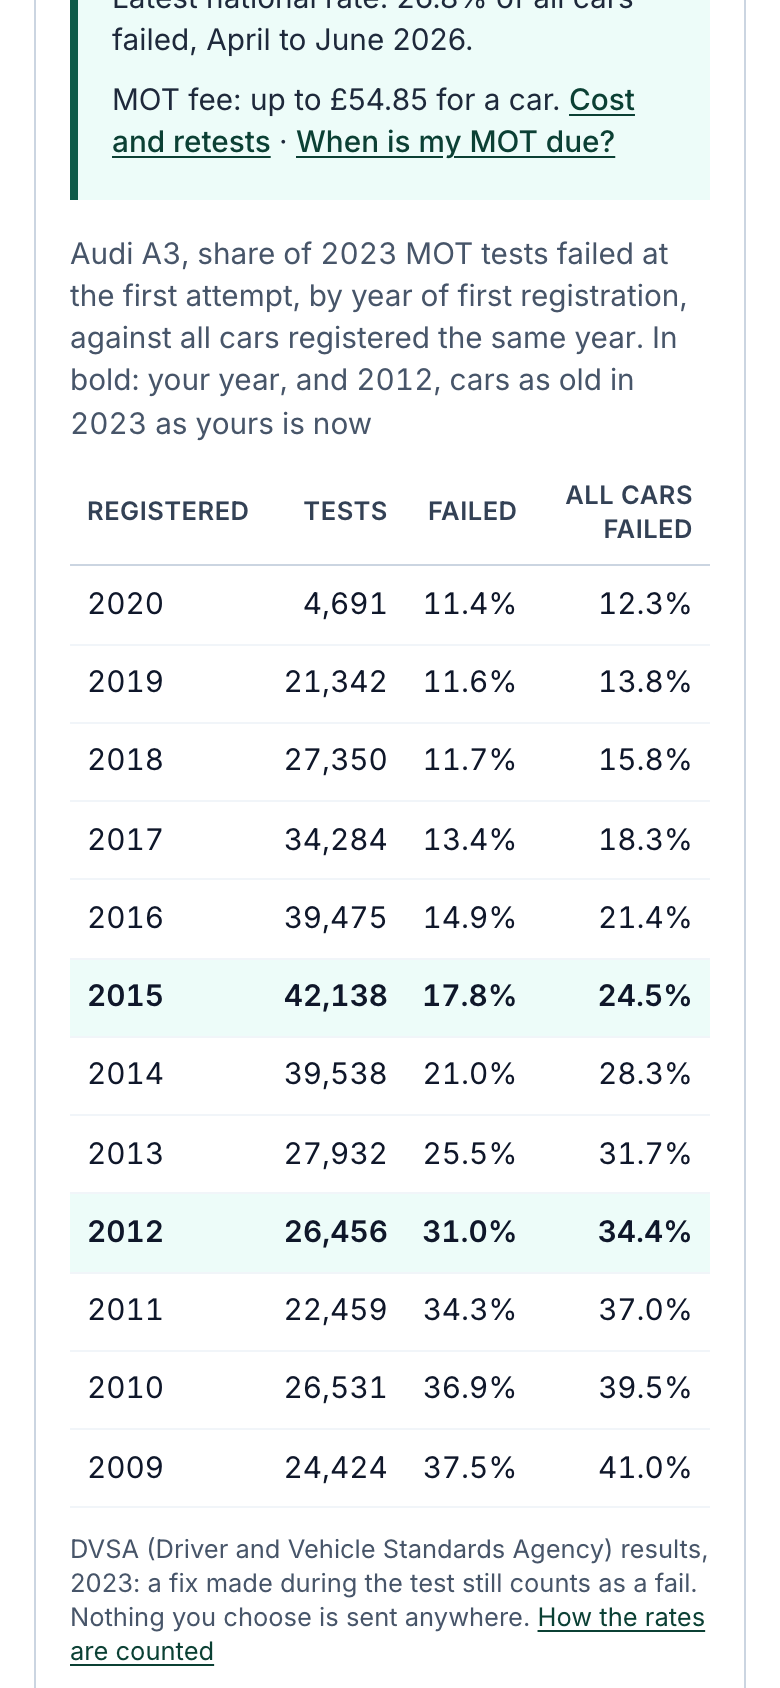 Latest national rate: 26.8% of all cars
failed, April to June 2026.
MOT fee: up to £54.85 for a car. Cost
and retests · When is my MOT due?
Audi A3, share of 2023 MOT tests failed at
the first attempt, by year of first registration,
against all cars registered the same year. In
bold: your year, and 2012, cars as old in
2023 as yours is now
REGISTERED TESTS FAILED ALL CARS FAILED
2020 4,691 11.4% 12.3%
2019 21,342 11.6% 13.8%
2018 27,350 11.7% 15.8%
2017 34,284 13.4% 18.3%
2016 39,475 14.9% 21.4%
2015 42,138 17.8% 24.5%
2014 39,538 21.0% 28.3%
2013 27,932 25.5% 31.7%
2012 26,456 31.0% 34.4%
2011 22,459 34.3% 37.0%
2010 26,531 36.9% 39.5%
2009 24,424 37.5% 41.0%
DVSA (Driver and Vehicle Standards Agency) results,
2023: a fix made during the test still counts as a fail.
Nothing you choose is sent anywhere. How the rates
are counted